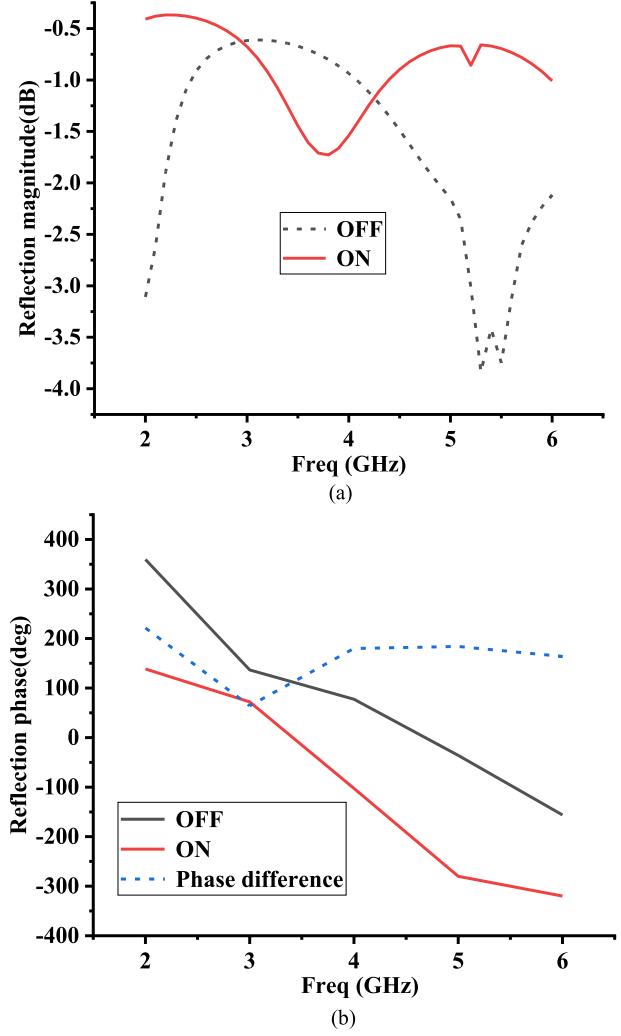 -0.5
-1.0
-1.5
-2.0
-2.5
-3.0
-3.5
-4.0
Reflection magnitude(dB)
OFF
ON
2 3 4 5 6
Freq (GHz)
(a)
400
300
200
100
0
-100
-200
-300
-400
Reflection phase(deg)
OFF
ON
Phase difference
2 3 4 5 6
Freq (GHz)
(b)